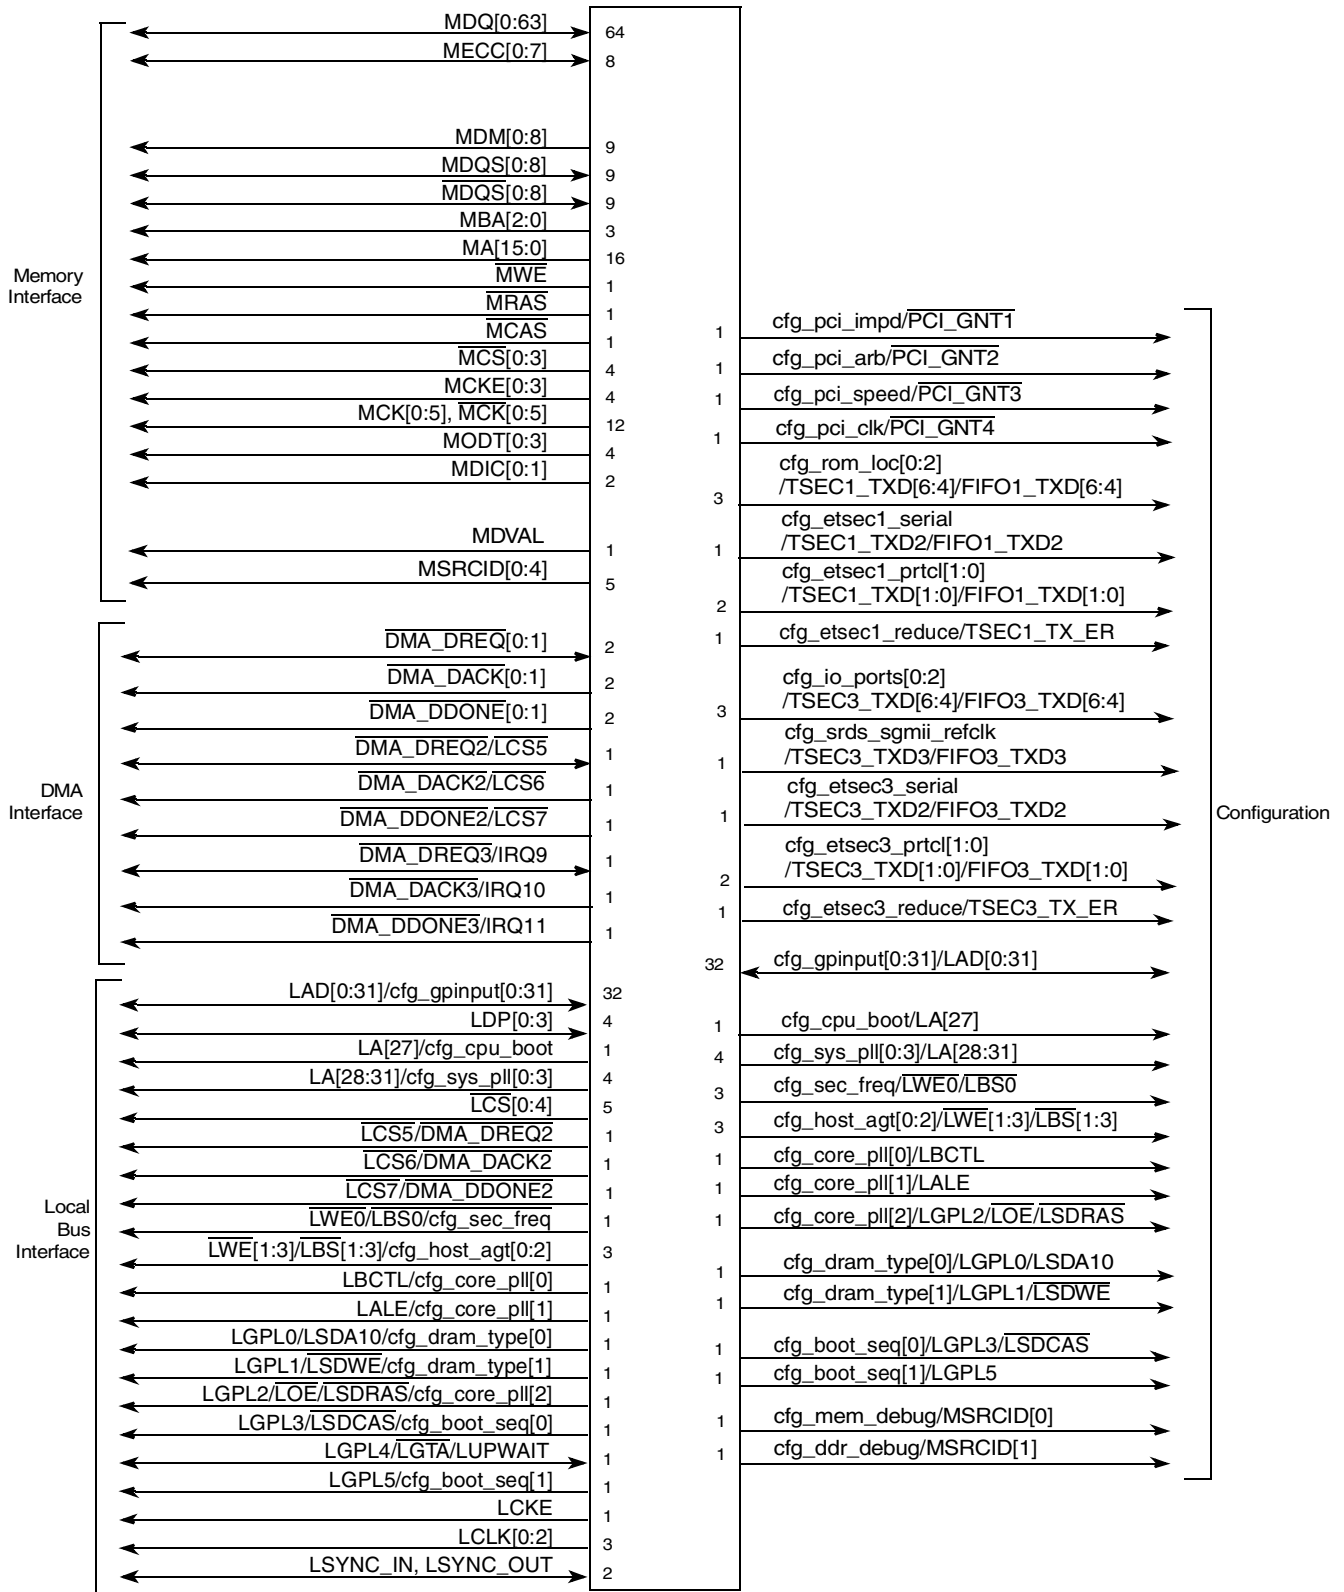 Memory
Interface
MDQ[0:63]
64
MECC[0:7]
8
MDM[0:8]
9
MDQS[0:8]
9
MDQS[0:8]
9
MBA[2:0]
3
MA[15:0]
16
MWE
1
MRAS
1
MCAS
1
MCS[0:3]
4
MCKE[0:3]
4
MCK[0:5], MCK[0:5]
12
MODT[0:3]
4
MDIC[0:1]
2
MDVAL
1
MSRCID[0:4]
5
DMA
Interface
DMA_DREQ[0:1]
2
DMA_DACK[0:1]
2
DMA_DDONE[0:1]
2
DMA_DREQ2/LCS5
1
DMA_DACK2/LCS6
1
DMA_DDONE2/LCS7
1
DMA_DREQ3/IRQ9
1
DMA_DACK3/IRQ10
1
DMA_DDONE3/IRQ11
1
Local
Bus
Interface
LAD[0:31]/cfg_gpinput[0:31]
32
LDP[0:3]
4
LA[27]/cfg_cpu_boot
1
LA[28:31]/cfg_sys_pll[0:3]
4
LCS[0:4]
5
LCS5/DMA_DREQ2
1
LCS6/DMA_DACK2
1
LCS7/DMA_DDONE2
1
LWE0/LBS0/cfg_sec_freq
1
LWE[1:3]/LBS[1:3]/cfg_host_agt[0:2]
3
LBCTL/cfg_core_pll[0]
1
LALE/cfg_core_pll[1]
1
LGPL0/LSDA10/cfg_dram_type[0]
1
LGPL1/LSDWE/cfg_dram_type[1]
1
LGPL2/LOE/LSDRAS/cfg_core_pll[2]
1
LGPL3/LSDCAS/cfg_boot_seq[0]
1
LGPL4/LGTA/LUPWAIT
1
LGPL5/cfg_boot_seq[1]
1
LCKE
1
LCLK[0:2]
3
LSYNC_IN, LSYNC_OUT
2
1
cfg_pci_impd/PCI_GNT1
1
cfg_pci_arb/PCI_GNT2
1
cfg_pci_speed/PCI_GNT3
1
cfg_pci_clk/PCI_GNT4
cfg_rom_loc[0:2]
3
/TSEC1_TXD[6:4]/FIFO1_TXD[6:4]
cfg_etsec1_serial
1
/TSEC1_TXD2/FIFO1_TXD2
cfg_etsec1_prtcl[1:0]
2
/TSEC1_TXD[1:0]/FIFO1_TXD[1:0]
1
cfg_etsec1_reduce/TSEC1_TX_ER
cfg_io_ports[0:2]
3
/TSEC3_TXD[6:4]/FIFO3_TXD[6:4]
cfg_srds_sgmii_refclk
1
/TSEC3_TXD3/FIFO3_TXD3
cfg_etsec3_serial
1
/TSEC3_TXD2/FIFO3_TXD2
cfg_etsec3_prtcl[1:0]
2
/TSEC3_TXD[1:0]/FIFO3_TXD[1:0]
1
cfg_etsec3_reduce/TSEC3_TX_ER
32
cfg_gpinput[0:31]/LAD[0:31]
1
cfg_cpu_boot/LA[27]
4
cfg_sys_pll[0:3]/LA[28:31]
3
cfg_sec_freq/LWE0/LBS0
3
cfg_host_agt[0:2]/LWE[1:3]/LBS[1:3]
1
cfg_core_pll[0]/LBCTL
1
cfg_core_pll[1]/LALE
1
cfg_core_pll[2]/LGPL2/LOE/LSDRAS
1
cfg_dram_type[0]/LGPL0/LSDA10
1
cfg_dram_type[1]/LGPL1/LSDWE
1
cfg_boot_seq[0]/LGPL3/LSDCAS
1
cfg_boot_seq[1]/LGPL5
1
cfg_mem_debug/MSRCID[0]
1
cfg_ddr_debug/MSRCID[1]
Configuration